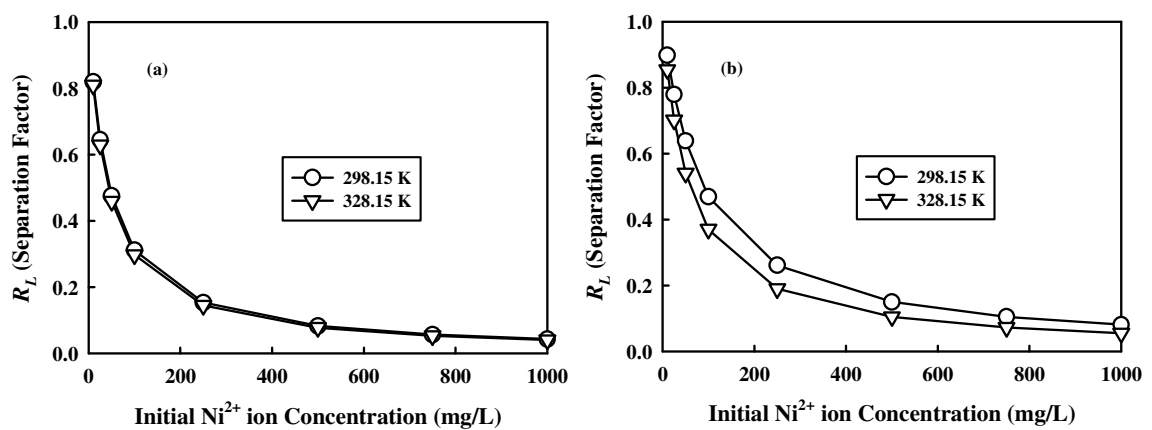 1.0
0.8
0.6
0.4
0.2
0.0
R_L (Separation Factor)
(a)
298.15 K
328.15 K
0 200 400 600 800 1000
Initial Ni²⁺ ion Concentration (mg/L)
1.0
0.8
0.6
0.4
0.2
0.0
R_L (Separation Factor)
(b)
298.15 K
328.15 K
0 200 400 600 800 1000
Initial Ni²⁺ ion Concentration (mg/L)